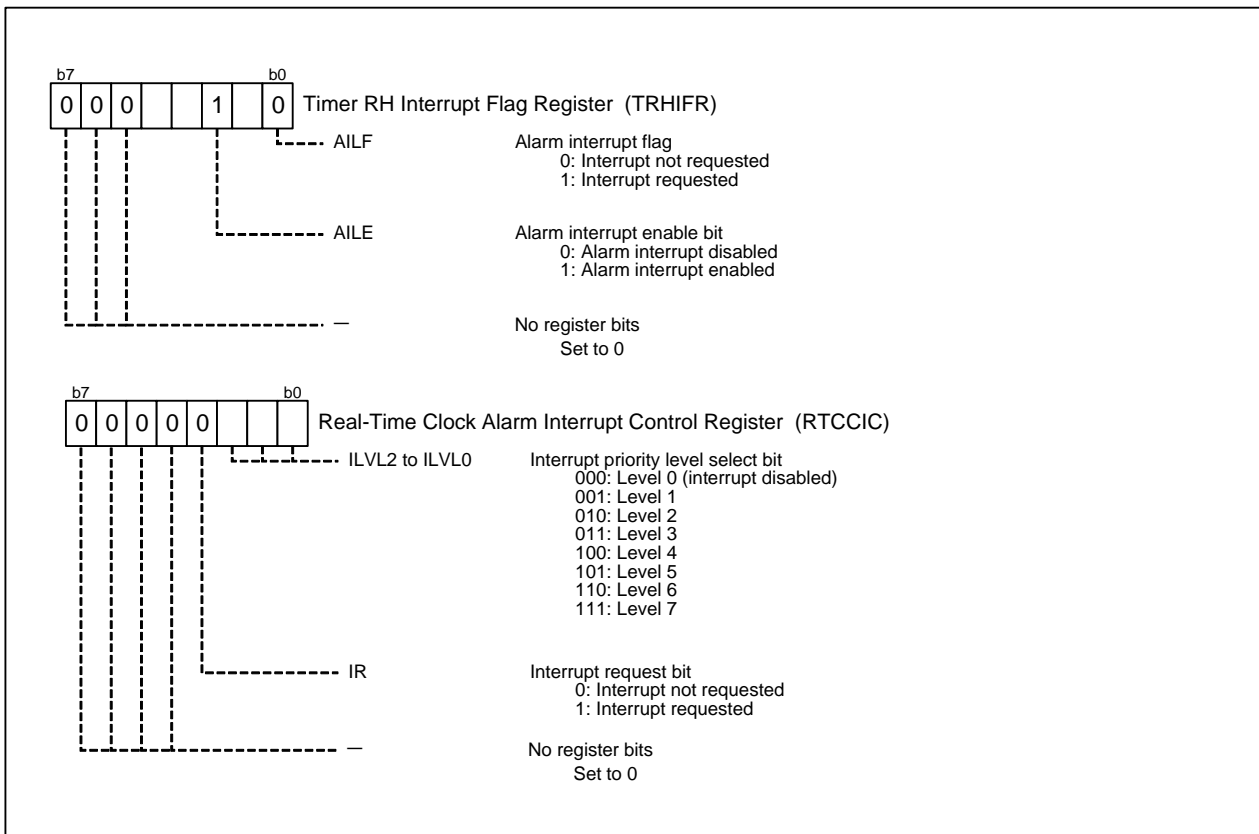 b7 b0
0 0 0 1 0 Timer RH Interrupt Flag Register (TRHIFR)
AILF Alarm interrupt flag
0: Interrupt not requested
1: Interrupt requested
AILE Alarm interrupt enable bit
0: Alarm interrupt disabled
1: Alarm interrupt enabled
— No register bits
Set to 0
b7 b0
0 0 0 0 0 Real-Time Clock Alarm Interrupt Control Register (RTCCIC)
ILVL2 to ILVL0 Interrupt priority level select bit
000: Level 0 (interrupt disabled)
001: Level 1
010: Level 2
011: Level 3
100: Level 4
101: Level 5
110: Level 6
111: Level 7
IR Interrupt request bit
0: Interrupt not requested
1: Interrupt requested
— No register bits
Set to 0